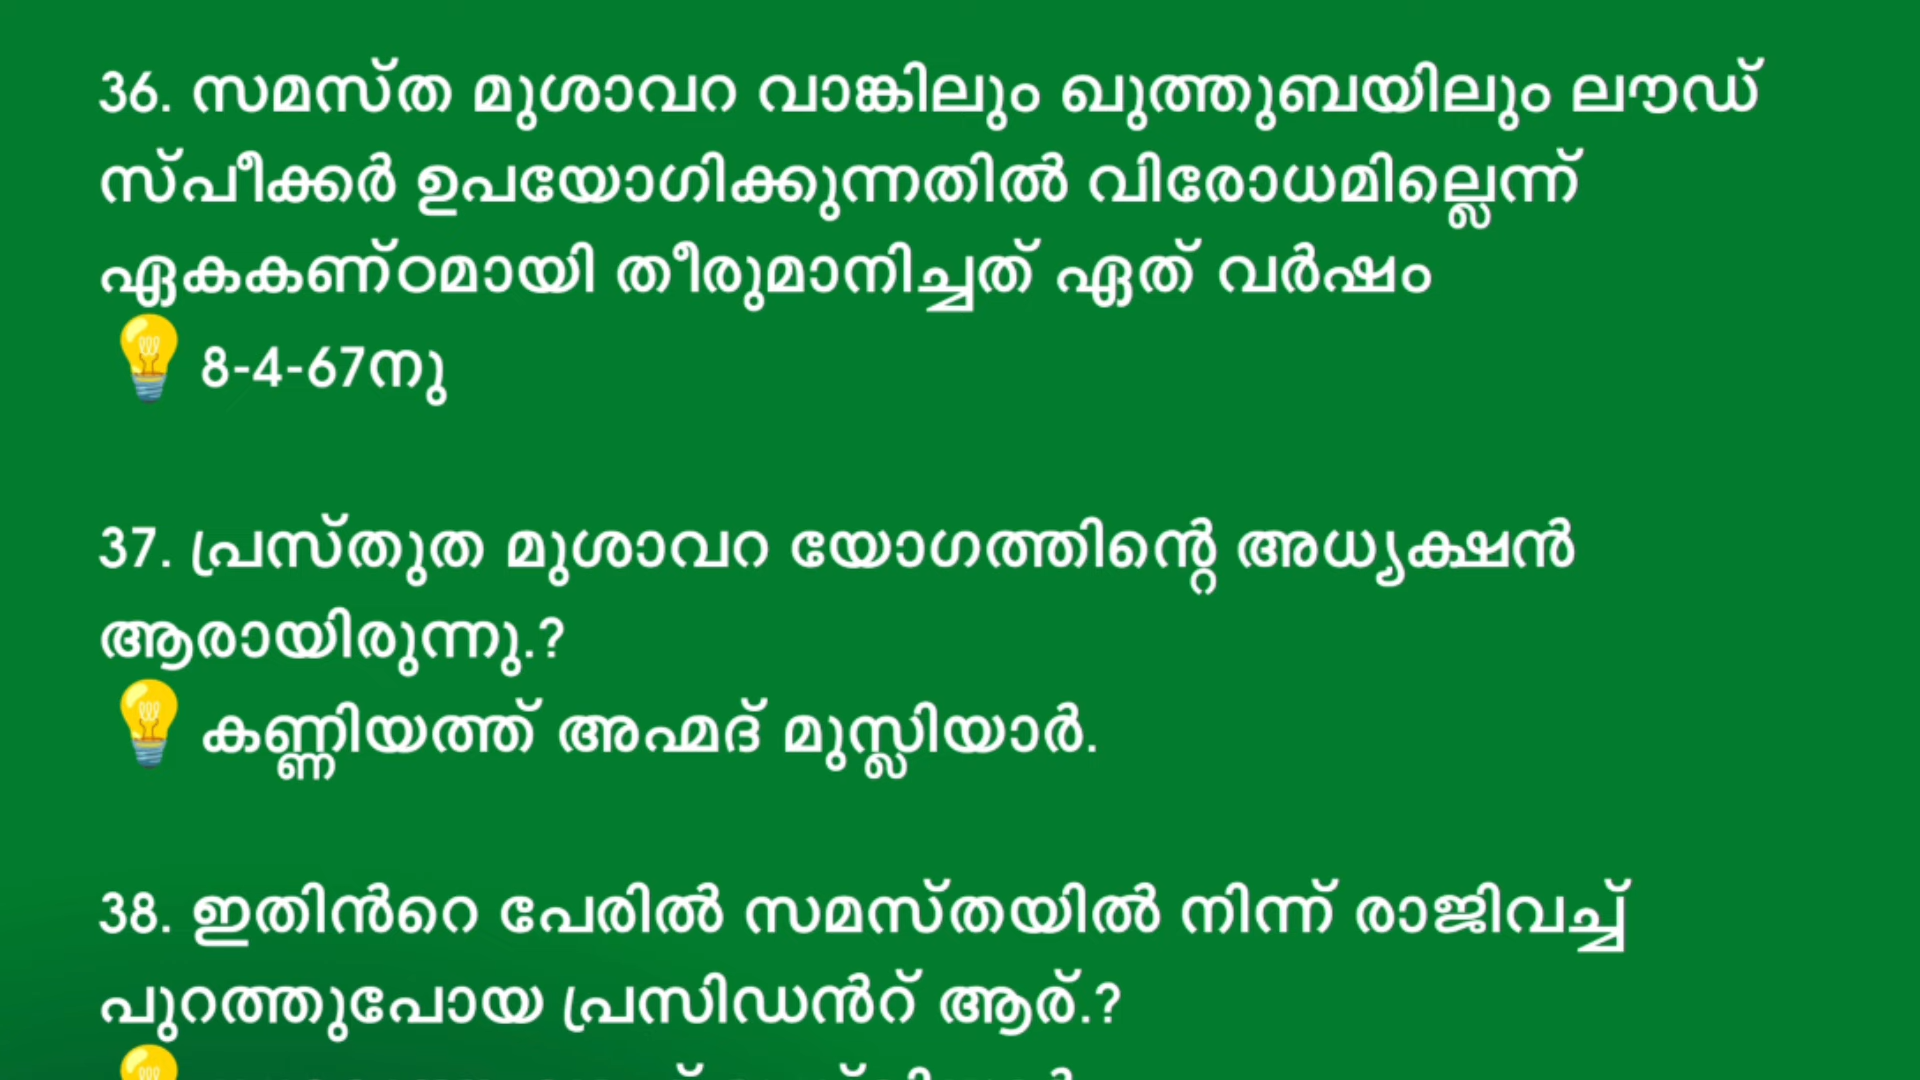 36. സമസ്ത മുശാവറ വാങ്കിലും ഖുത്തുബയിലും ലൗഡ്
സ്പീക്കർ ഉപയോഗിക്കുന്നതിൽ വിരോധമില്ലെന്ന്
ഏകകണ്ഠമായി തീരുമാനിച്ചത് ഏത് വർഷം
8-4-67നു
37. പ്രസ്തുത മുശാവറ യോഗത്തിന്റെ അധ്യക്ഷൻ
ആരായിരുന്നു.?
കണ്ണിയത്ത് അഹ്മദ് മുസ്ലിയാർ.
38. ഇതിൻറെ പേരിൽ സമസ്തയിൽ നിന്ന് രാജിവച്ച്
പുറത്തുപോയ പ്രസിഡൻറ് ആര്.?